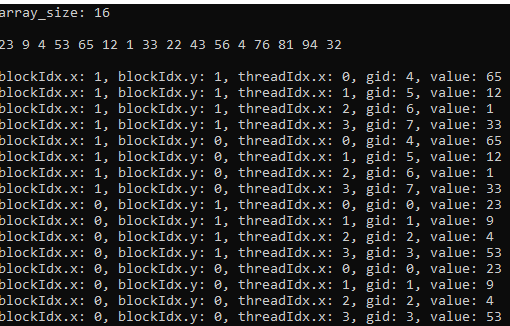 array_size: 16
23 9 4 53 65 12 1 33 22 43 56 4 76 81 94 32
blockIdx.x: 1, blockIdx.y: 1, threadIdx.x: 0, gid: 4, value: 65
blockIdx.x: 1, blockIdx.y: 1, threadIdx.x: 1, gid: 5, value: 12
blockIdx.x: 1, blockIdx.y: 1, threadIdx.x: 2, gid: 6, value: 1
blockIdx.x: 1, blockIdx.y: 1, threadIdx.x: 3, gid: 7, value: 33
blockIdx.x: 1, blockIdx.y: 0, threadIdx.x: 0, gid: 4, value: 65
blockIdx.x: 1, blockIdx.y: 0, threadIdx.x: 1, gid: 5, value: 12
blockIdx.x: 1, blockIdx.y: 0, threadIdx.x: 2, gid: 6, value: 1
blockIdx.x: 1, blockIdx.y: 0, threadIdx.x: 3, gid: 7, value: 33
blockIdx.x: 0, blockIdx.y: 1, threadIdx.x: 0, gid: 0, value: 23
blockIdx.x: 0, blockIdx.y: 1, threadIdx.x: 1, gid: 1, value: 9
blockIdx.x: 0, blockIdx.y: 1, threadIdx.x: 2, gid: 2, value: 4
blockIdx.x: 0, blockIdx.y: 1, threadIdx.x: 3, gid: 3, value: 53
blockIdx.x: 0, blockIdx.y: 0, threadIdx.x: 0, gid: 0, value: 23
blockIdx.x: 0, blockIdx.y: 0, threadIdx.x: 1, gid: 1, value: 9
blockIdx.x: 0, blockIdx.y: 0, threadIdx.x: 2, gid: 2, value: 4
blockIdx.x: 0, blockIdx.y: 0, threadIdx.x: 3, gid: 3, value: 53